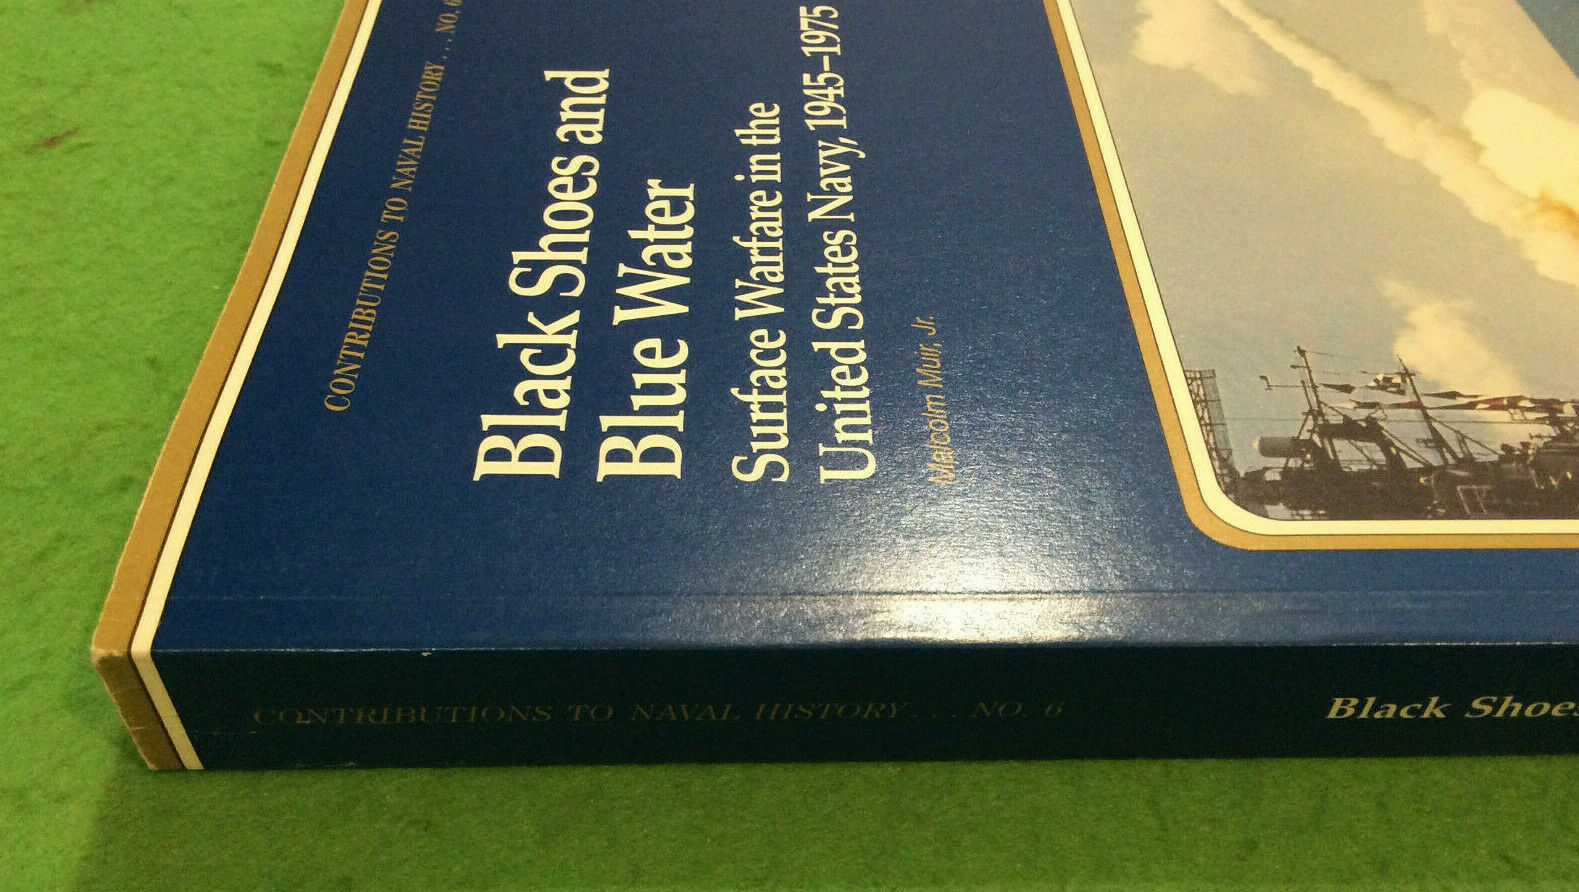 CONTRIBUTIONS TO NAVAL HISTORY . . . NO. 6
Black Shoes and
Blue Water
Surface Warfare in the
United States Navy, 1945–1975
Malcolm Muir, Jr.
CONTRIBUTIONS TO NAVAL HISTORY . . . NO. 6
Black Shoes